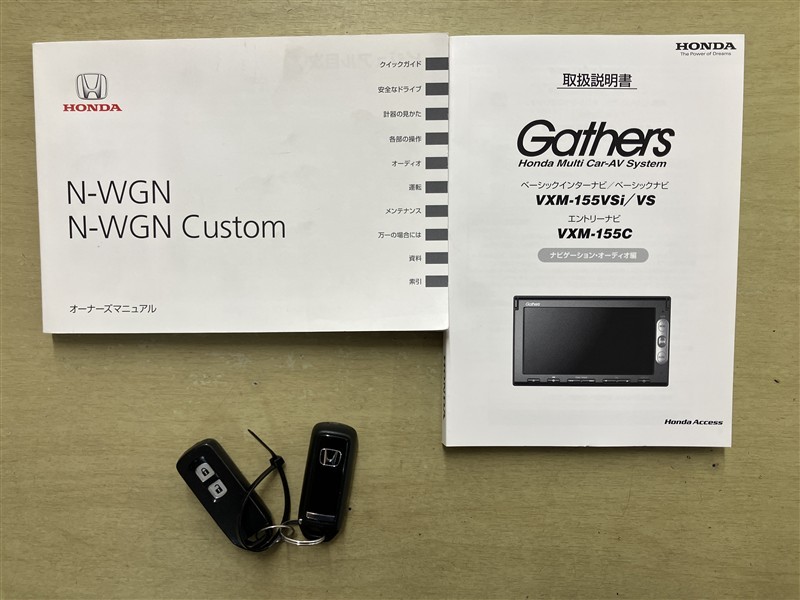 HONDA
N-WGN
N-WGN Custom
オーナーズマニュアル
クイックガイド
安全なドライブ
計器の見かた
各部の操作
オーディオ
運転
メンテナンス
万一の場合には
資料
索引
HONDA
The Power of Dreams
取扱説明書
Gathers
Honda Multi Car-AV System
ベーシックインターナビ/ベーシックナビ
VXM-155VSi/VS
エントリーナビ
VXM-155C
ナビゲーション・オーディオ編
Gathers
Honda Access